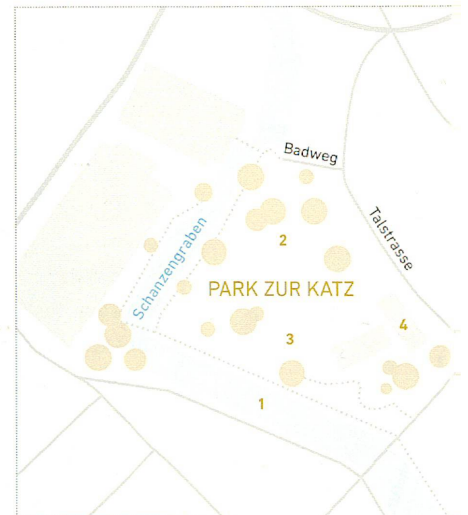 Badweg
Talstrasse
Schanzengraben
2
PARK ZUR KATZ
4
3
1